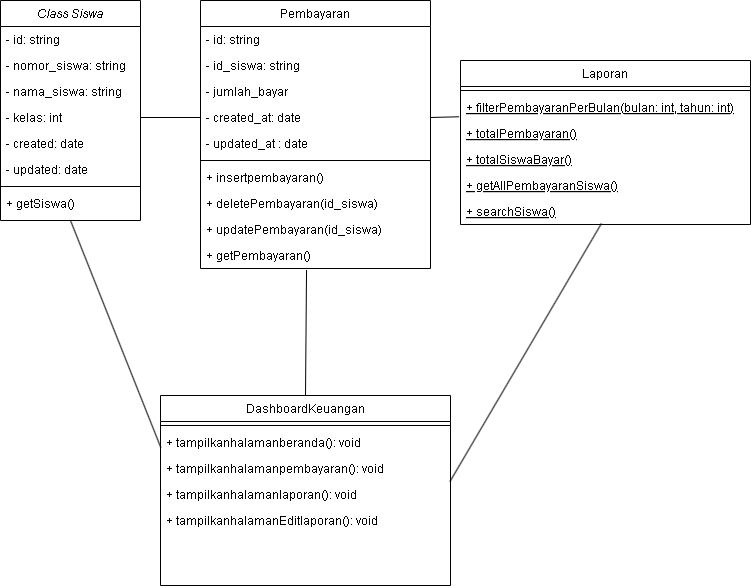 Class Siswa
- id: string
- nomor_siswa: string
- nama_siswa: string
- kelas: int
- created: date
- updated: date
+ getSiswa()
Pembayaran
- id: string
- id_siswa: string
- jumlah_bayar
- created_at: date
- updated_at : date
+ insertpembayaran()
+ deletePembayaran(id_siswa)
+ updatePembayaran(id_siswa)
+ getPembayaran()
Laporan
+ filterPembayaranPerBulan(bulan: int, tahun: int)
+ totalPembayaran()
+ totalSiswaBayar()
+ getAllPembayaranSiswa()
+ searchSiswa()
DashboardKeuangan
+ tampilkanhalamanberanda(): void
+ tampilkanhalamanpembayaran(): void
+ tampilkanhalamanlaporan(): void
+ tampilkanhalamanEditlaporan(): void